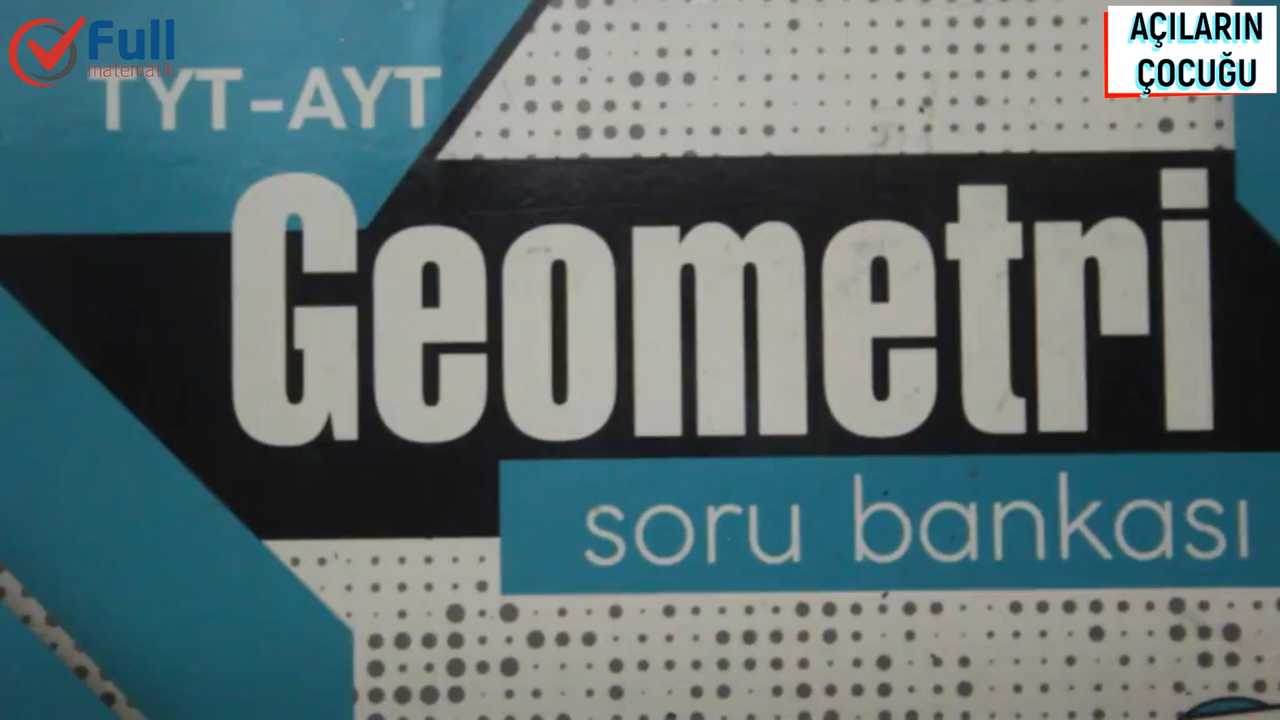 Full
matematik
AÇILARIN
ÇOCUĞU
TYT-AYT
Geometri
soru bankası